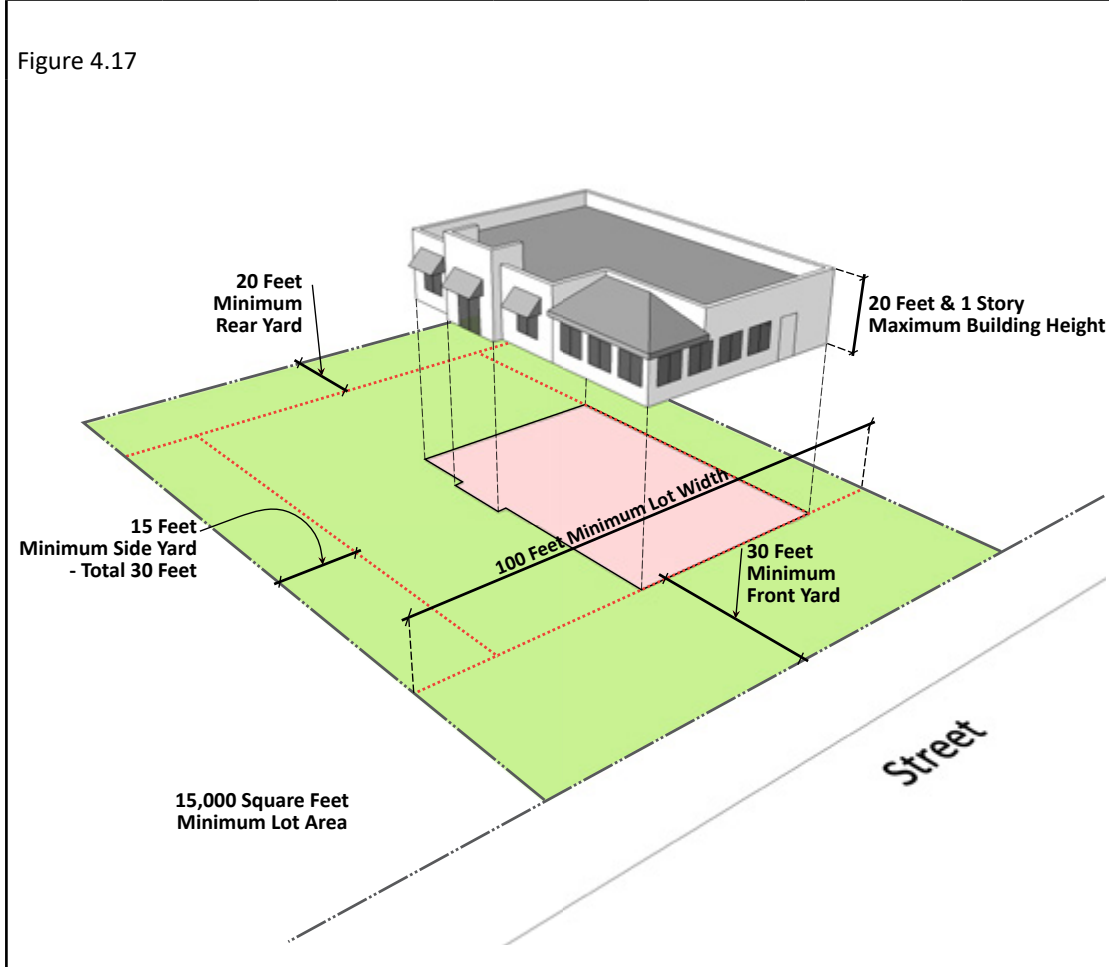 Figure 4.17
20 Feet
Minimum
Rear Yard
20 Feet & 1 Story
Maximum Building Height
100 Feet Minimum Lot Width
15 Feet
Minimum Side Yard
- Total 30 Feet
30 Feet
Minimum
Front Yard
Street
15,000 Square Feet
Minimum Lot Area